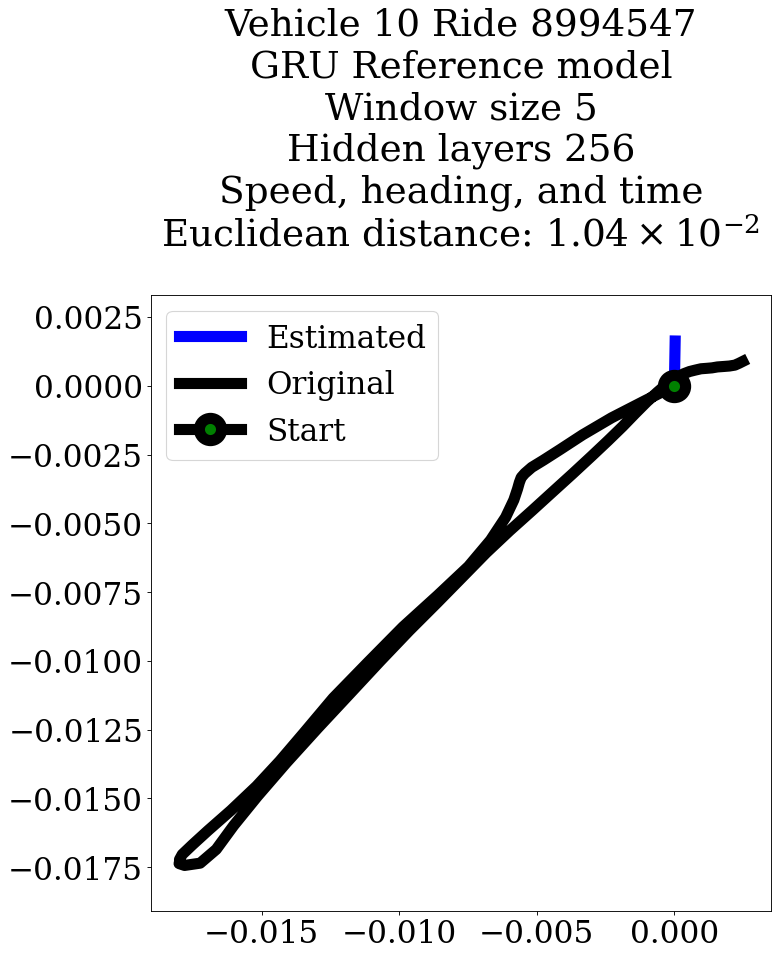 Vehicle 10 Ride 8994547
GRU Reference model
Window size 5
Hidden layers 256
Speed, heading, and time
Euclidean distance: 1.04 × 10⁻²
Estimated
Original
Start
0.0025
0.0000
−0.0025
−0.0050
−0.0075
−0.0100
−0.0125
−0.0150
−0.0175
−0.015 −0.010 −0.005 0.000